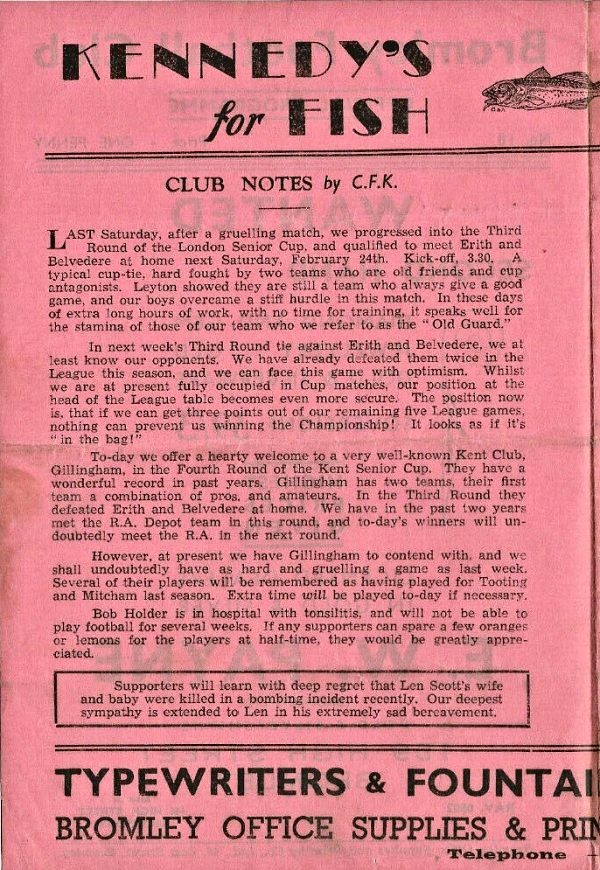 KENNEDY'S
for FISH
CLUB NOTES by C.F.K.
LAST Saturday, after a gruelling match, we progressed into the Third
Round of the London Senior Cup, and qualified to meet Erith and
Belvedere at home next Saturday, February 24th. Kick-off, 3.30. A
typical cup-tie, hard fought by two teams who are old friends and cup
antagonists. Leyton showed they are still a team who always give a good
game, and our boys overcame a stiff hurdle in this match. In these days
of extra long hours of work, with no time for training, it speaks well for
the stamina of those of our team who we refer to as the "Old Guard."
In next week's Third Round tie against Erith and Belvedere, we at
least know our opponents. We have already defeated them twice in the
League this season, and we can face this game with optimism. Whilst
we are at present fully occupied in Cup matches, our position at the
head of the League table becomes even more secure. The position now
is, that if we can get three points out of our remaining five League games,
nothing can prevent us winning the Championship! It looks as if it's
"in the bag!"
To-day we offer a hearty welcome to a very well-known Kent Club,
Gillingham, in the Fourth Round of the Kent Senior Cup. They have a
wonderful record in past years. Gillingham has two teams, their first
team a combination of pros. and amateurs. In the Third Round they
defeated Erith and Belvedere at home. We have in the past two years
met the R.A. Depot team in this round, and to-day's winners will un-
doubtedly meet the R.A. in the next round.
However, at present we have Gillingham to contend with, and we
shall undoubtedly have as hard and gruelling a game as last week.
Several of their players will be remembered as having played for Tooting
and Mitcham last season. Extra time will be played to-day if necessary.
Bob Holder is in hospital with tonsilitis, and will not be able to
play football for several weeks. If any supporters can spare a few oranges
or lemons for the players at half-time, they would be greatly appre-
ciated.
Supporters will learn with deep regret that Len Scott's wife
and baby were killed in a bombing incident recently. Our deepest
sympathy is extended to Len in his extremely sad bereavement.
TYPEWRITERS & FOUNTAI
BROMLEY OFFICE SUPPLIES & PRIN
Telephone —